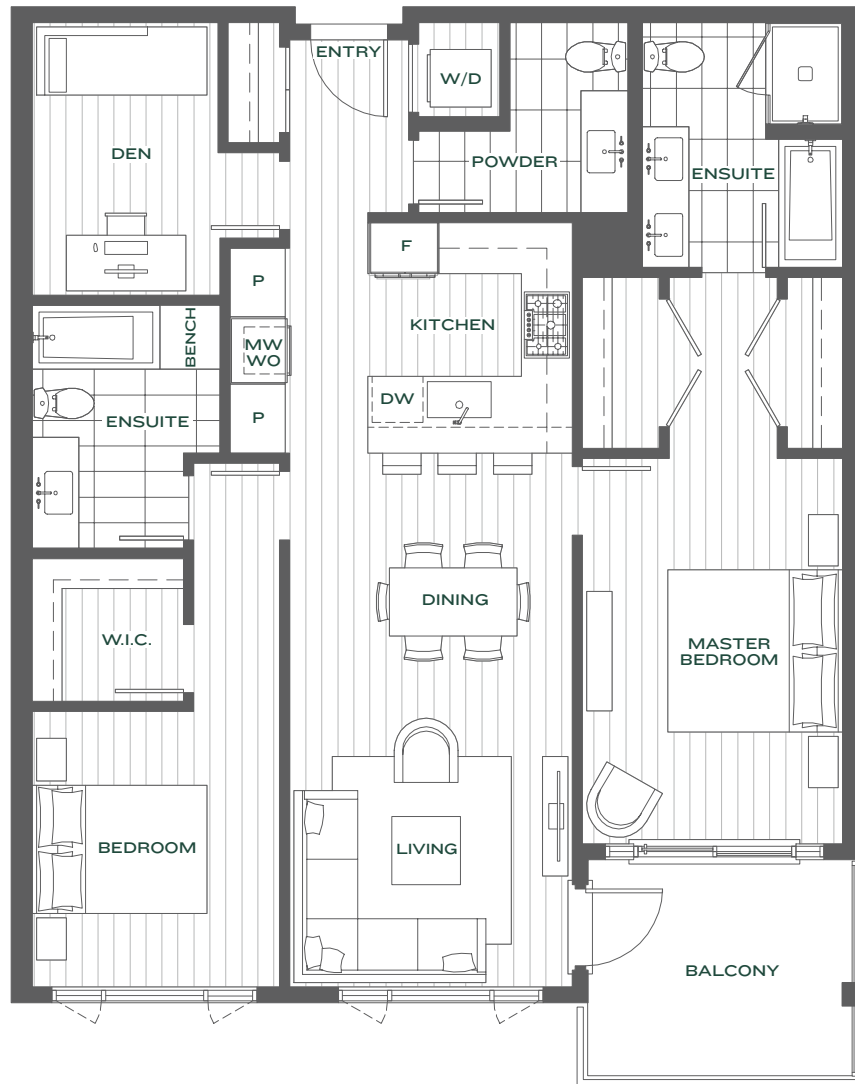 ENTRY
W/D
DEN
POWDER
ENSUITE
F
P
KITCHEN
BENCH
MW
WO
DW
P
ENSUITE
DINING
W.I.C.
MASTER
BEDROOM
BEDROOM
LIVING
BALCONY